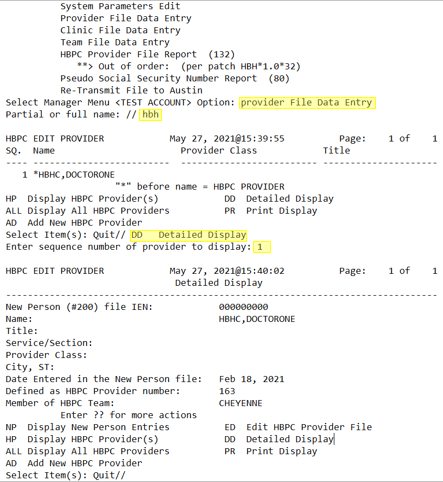 System Parameters Edit
Provider File Data Entry
Clinic File Data Entry
Team File Data Entry
HBPC Provider File Report  (132)
**> Out of order:  (per patch HBH*1.0*32)
Pseudo Social Security Number Report  (80)
Re-Transmit File to Austin
Select Manager Menu <TEST ACCOUNT> Option: provider File Data Entry
Partial or full name: // hbh
HBPC EDIT PROVIDER            May 27, 2021@15:39:55          Page:    1 of    1
SQ.  Name                       Provider Class            Title
---- ------------------------   -----------------------   ---------------------
1 *HBHC,DOCTORONE
"*" before name = HBPC PROVIDER
HP  Display HBPC Provider(s)            DD  Detailed Display
ALL Display All HBPC Providers          PR  Print Display
AD  Add New HBPC Provider
Select Item(s): Quit// DD   Detailed Display
Enter sequence number of provider to display: 1
HBPC EDIT PROVIDER            May 27, 2021@15:40:02          Page:    1 of    1
Detailed Display
--------------------------------------------------------------------------------
New Person (#200) file IEN:            000000000
Name:                                  HBHC,DOCTORONE
Title:
Service/Section:
Provider Class:
City, ST:
Date Entered in the New Person file:   Feb 18, 2021
Defined as HBPC Provider number:       163
Member of HBPC Team:                   CHEYENNE
Enter ?? for more actions
NP  Display New Person Entries          ED  Edit HBPC Provider File
HP  Display HBPC Provider(s)            DD  Detailed Display
ALL Display All HBPC Providers          PR  Print Display
AD  Add New HBPC Provider
Select Item(s): Quit//